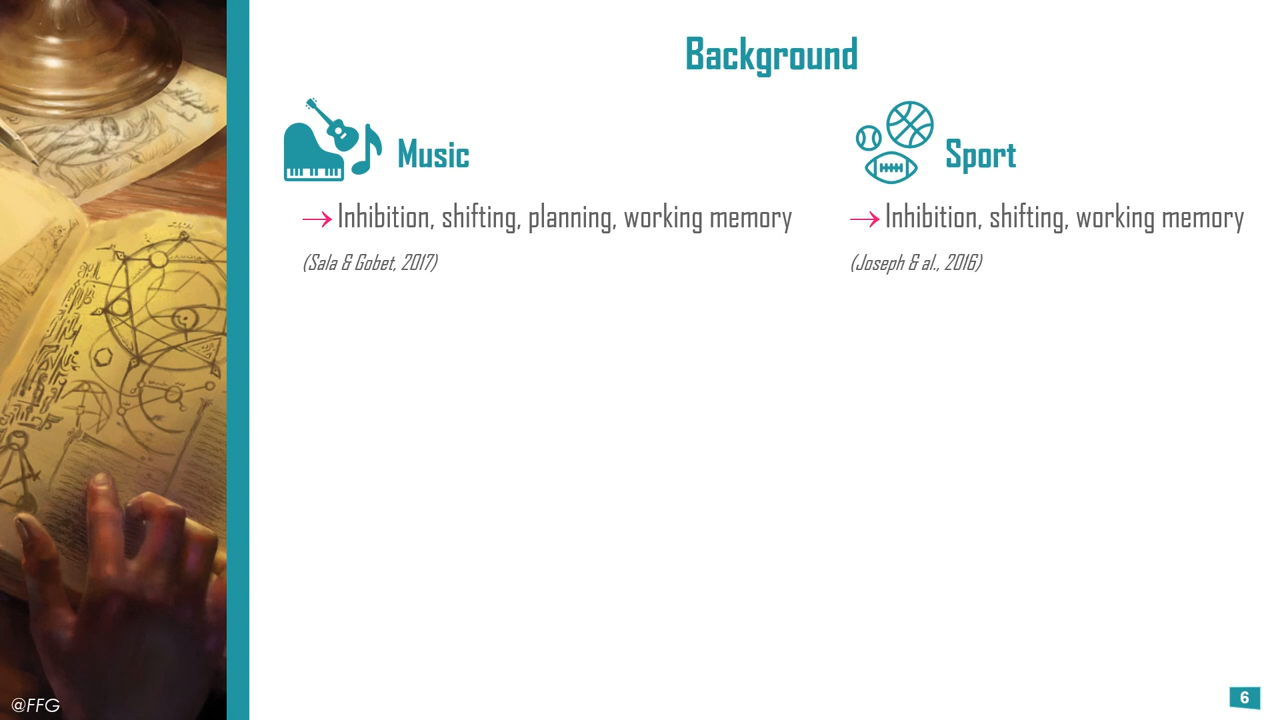 Background
Music
→ Inhibition, shifting, planning, working memory
(Sala & Gobet, 2017)
Sport
→ Inhibition, shifting, working memory
(Joseph & al., 2016)
@FFG
6